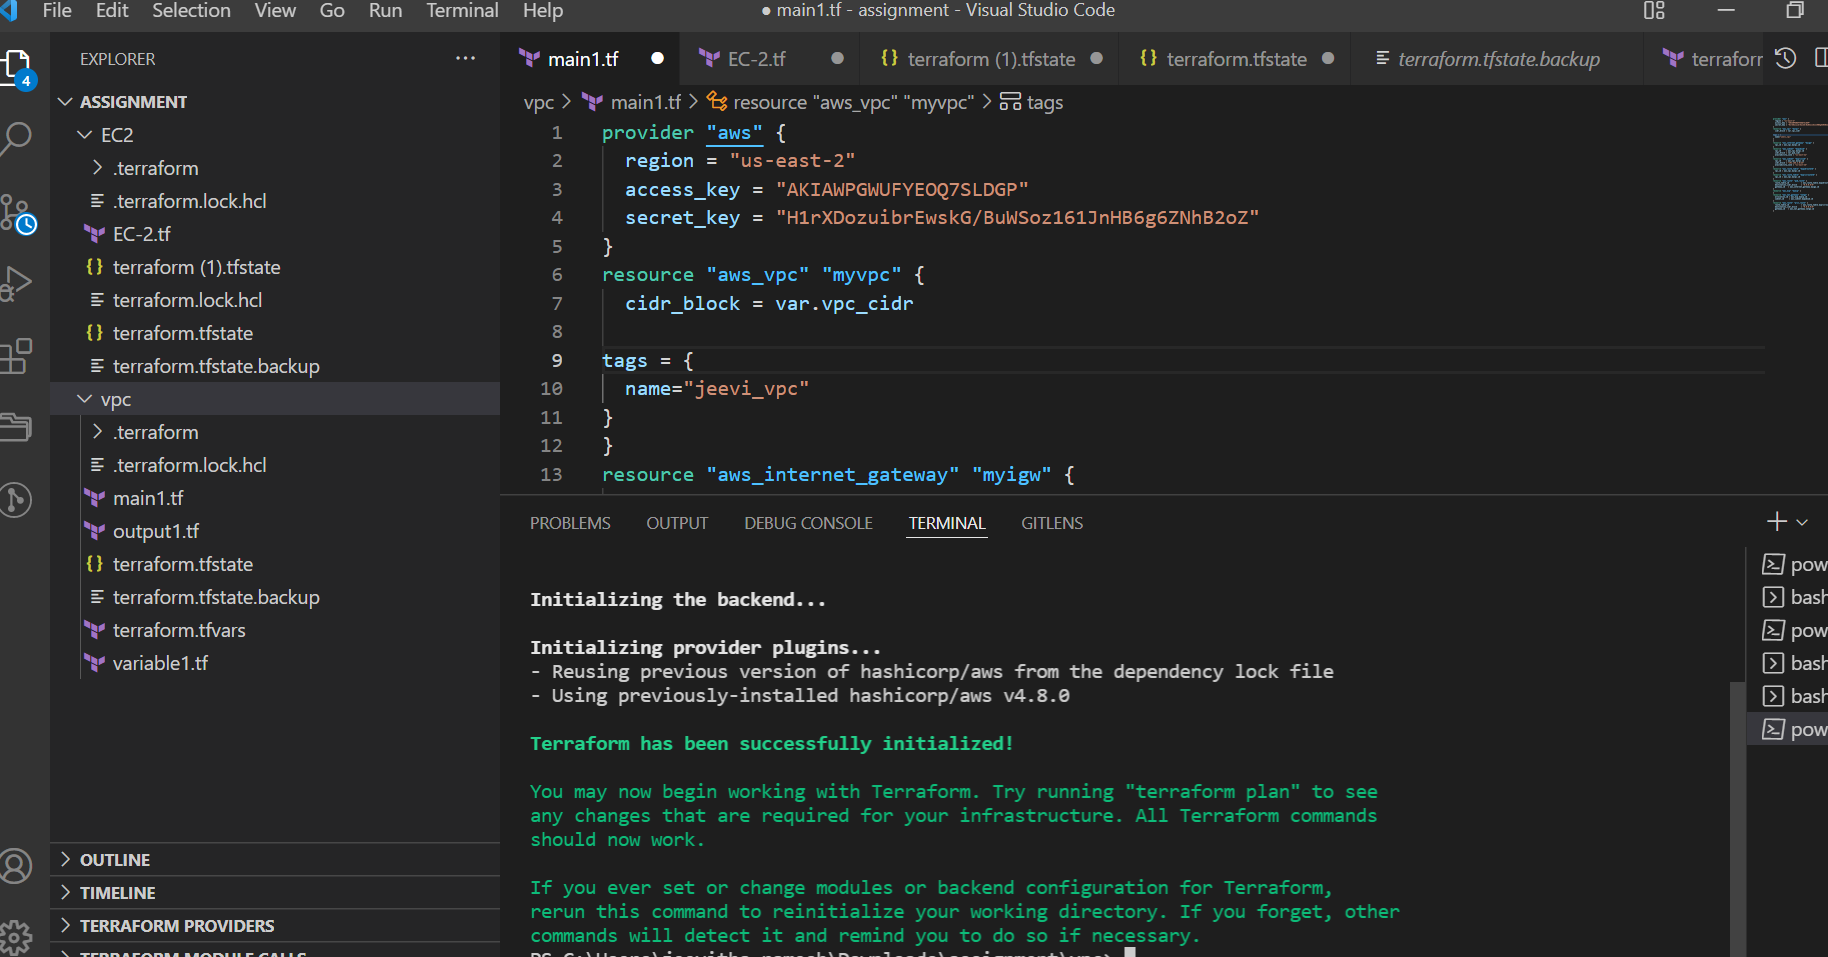 File Edit Selection View Go Run Terminal Help
● main1.tf - assignment - Visual Studio Code
EXPLORER
ASSIGNMENT
EC2
.terraform
.terraform.lock.hcl
EC-2.tf
terraform (1).tfstate
terraform.lock.hcl
terraform.tfstate
terraform.tfstate.backup
vpc
.terraform
.terraform.lock.hcl
main1.tf
output1.tf
terraform.tfstate
terraform.tfstate.backup
terraform.tfvars
variable1.tf
OUTLINE
TIMELINE
TERRAFORM PROVIDERS
TERRAFORM MODULE CALLS
4
main1.tf EC-2.tf terraform (1).tfstate terraform.tfstate terraform.tfstate.backup
vpc > main1.tf > resource "aws_vpc" "myvpc" > tags
1 provider "aws" {
2 region = "us-east-2"
3 access_key = "[redacted]"
4 secret_key = "[redacted]"
5 }
6 resource "aws_vpc" "myvpc" {
7 cidr_block = var.vpc_cidr
8
9 tags = {
10 name="jeevi_vpc"
11 }
12 }
13 resource "aws_internet_gateway" "myigw" {
PROBLEMS OUTPUT DEBUG CONSOLE TERMINAL GITLENS
Initializing the backend...
Initializing provider plugins...
- Reusing previous version of hashicorp/aws from the dependency lock file
- Using previously-installed hashicorp/aws v4.8.0
Terraform has been successfully initialized!
You may now begin working with Terraform. Try running "terraform plan" to see
any changes that are required for your infrastructure. All Terraform commands
should now work.
If you ever set or change modules or backend configuration for Terraform,
rerun this command to reinitialize your working directory. If you forget, other
commands will detect it and remind you to do so if necessary.
pow
bash
pow
bash
bash
pow